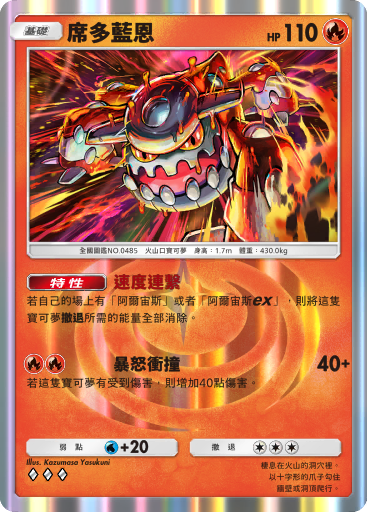 基礎 席多藍恩 HP 110
全國圖鑑NO.0485 火山口寶可夢 身高：1.7m 體重：430.0kg
特性 速度連繫
若自己的場上有「阿爾宙斯」或者「阿爾宙斯ex」，則將這隻
寶可夢撤退所需的能量全部消除。
暴怒衝撞 40+
若這隻寶可夢有受到傷害，則增加40點傷害。
弱點 +20 撤退
Illus. Kazumasa Yasukuni
棲息在火山的洞穴裡。
以十字形的爪子勾住
牆壁或洞頂爬行。